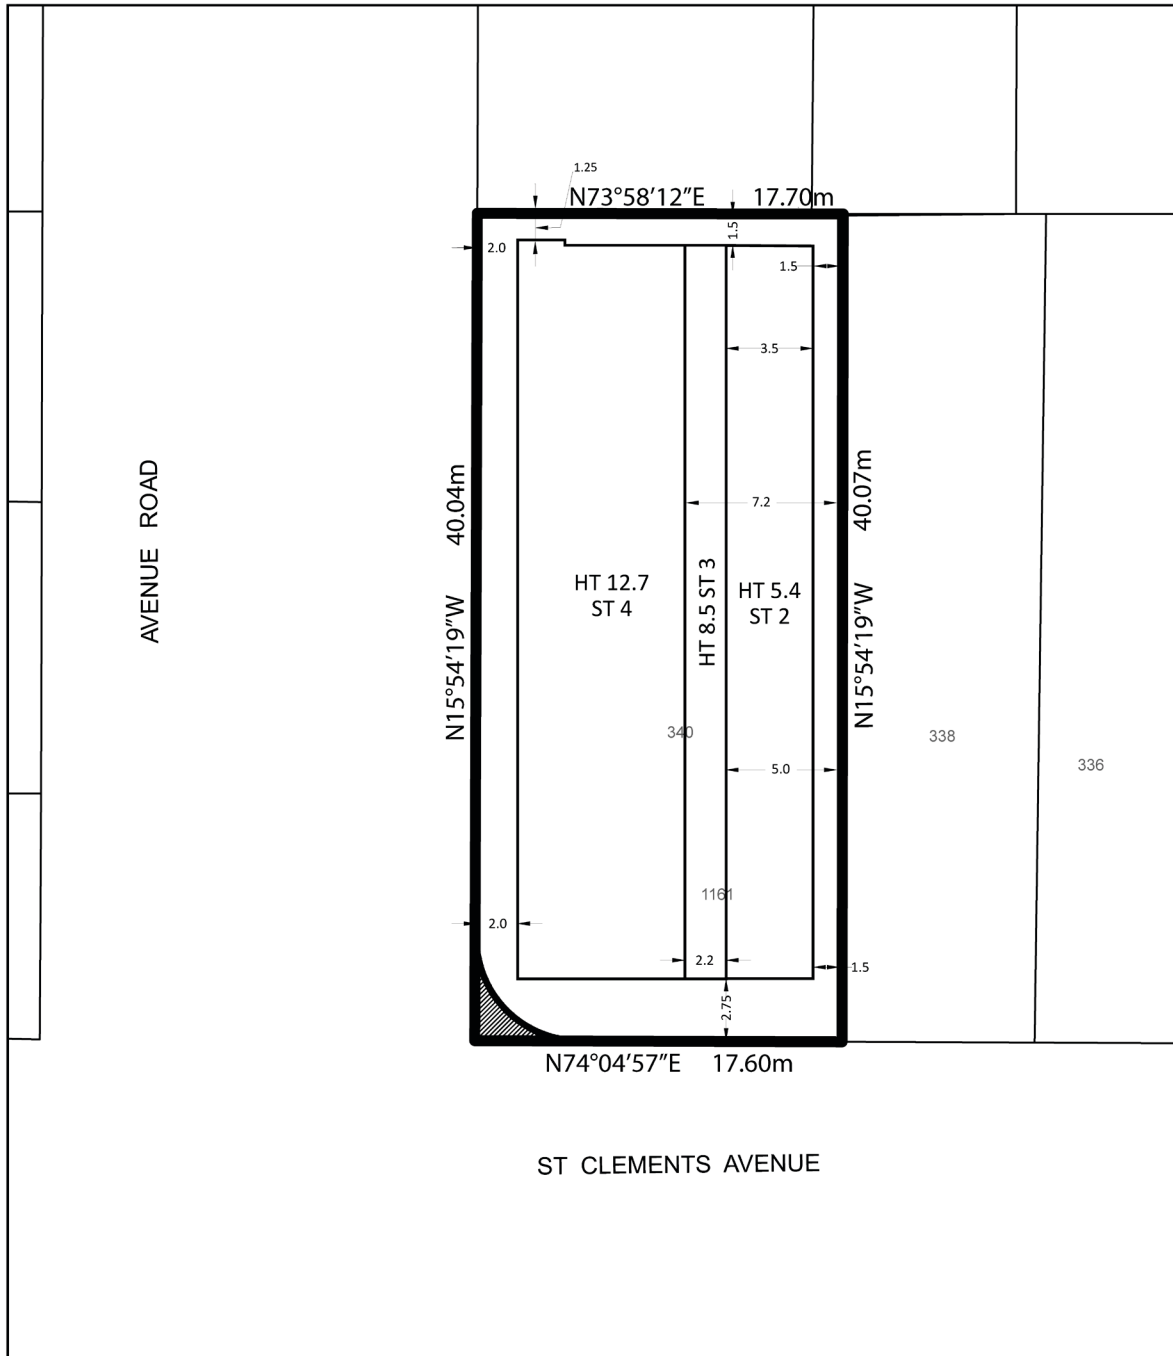 1.25
N73°58'12"E 17.70m
2.0
1.5
1.5
3.5
AVENUE ROAD
40.04m
N15°54'19"W
7.2
40.07m
N15°54'19"W
HT 12.7
ST 4
HT 8.5 ST 3
HT 5.4
ST 2
340
338
336
5.0
1161
2.0
2.2
1.5
2.75
N74°04'57"E 17.60m
ST CLEMENTS AVENUE